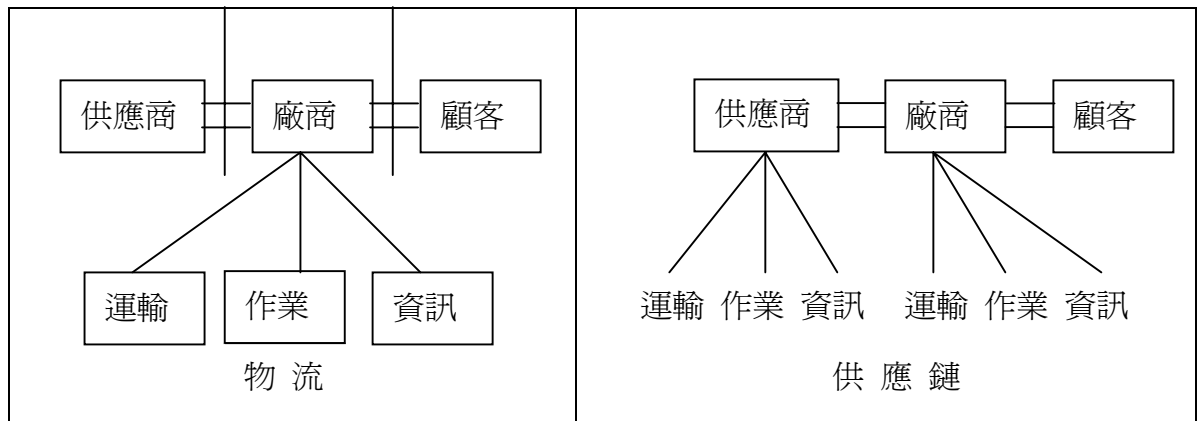 供應商 廠商 顧客
運輸 作業 資訊
物 流
供應商 廠商 顧客
運輸 作業 資訊 運輸 作業 資訊
供 應 鏈